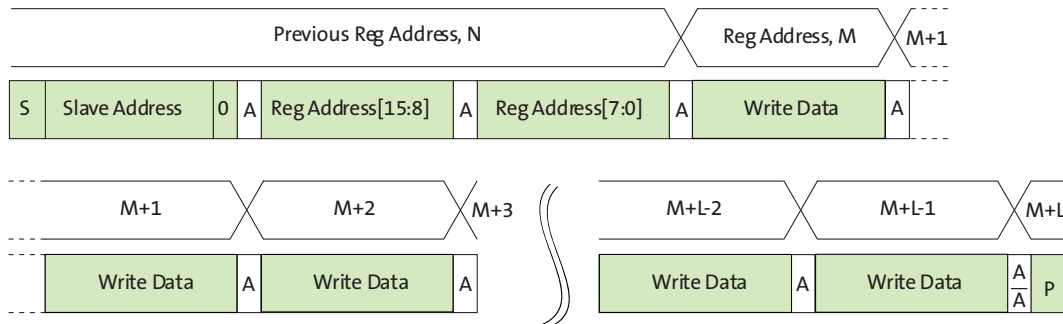 Previous Reg Address, N Reg Address, M M+1
S Slave Address 0 A Reg Address[15:8] A Reg Address[7:0] A Write Data A
M+1 M+2 M+3 M+L-2 M+L-1 M+L
Write Data A Write Data A Write Data A Write Data A P
A